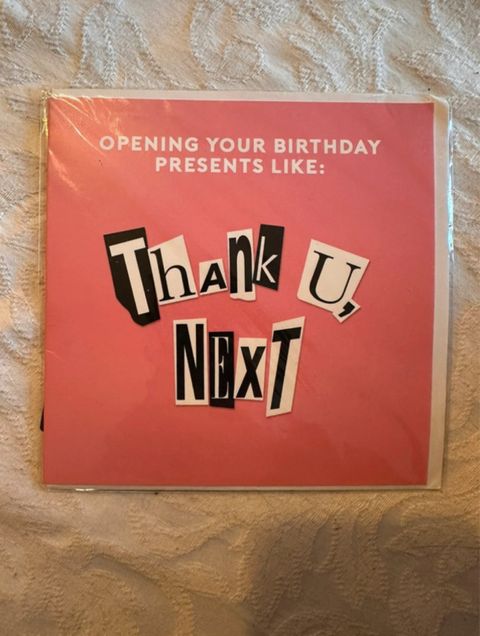 OPENING YOUR BIRTHDAY
PRESENTS LIKE:
THANK U,
NEXT